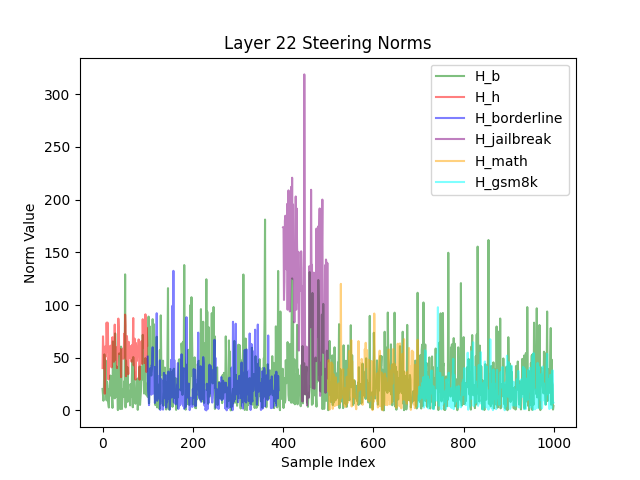 Layer 22 Steering Norms
Norm Value
300
250
200
150
100
50
0
H_b
H_h
H_borderline
H_jailbreak
H_math
H_gsm8k
0 200 400 600 800 1000
Sample Index